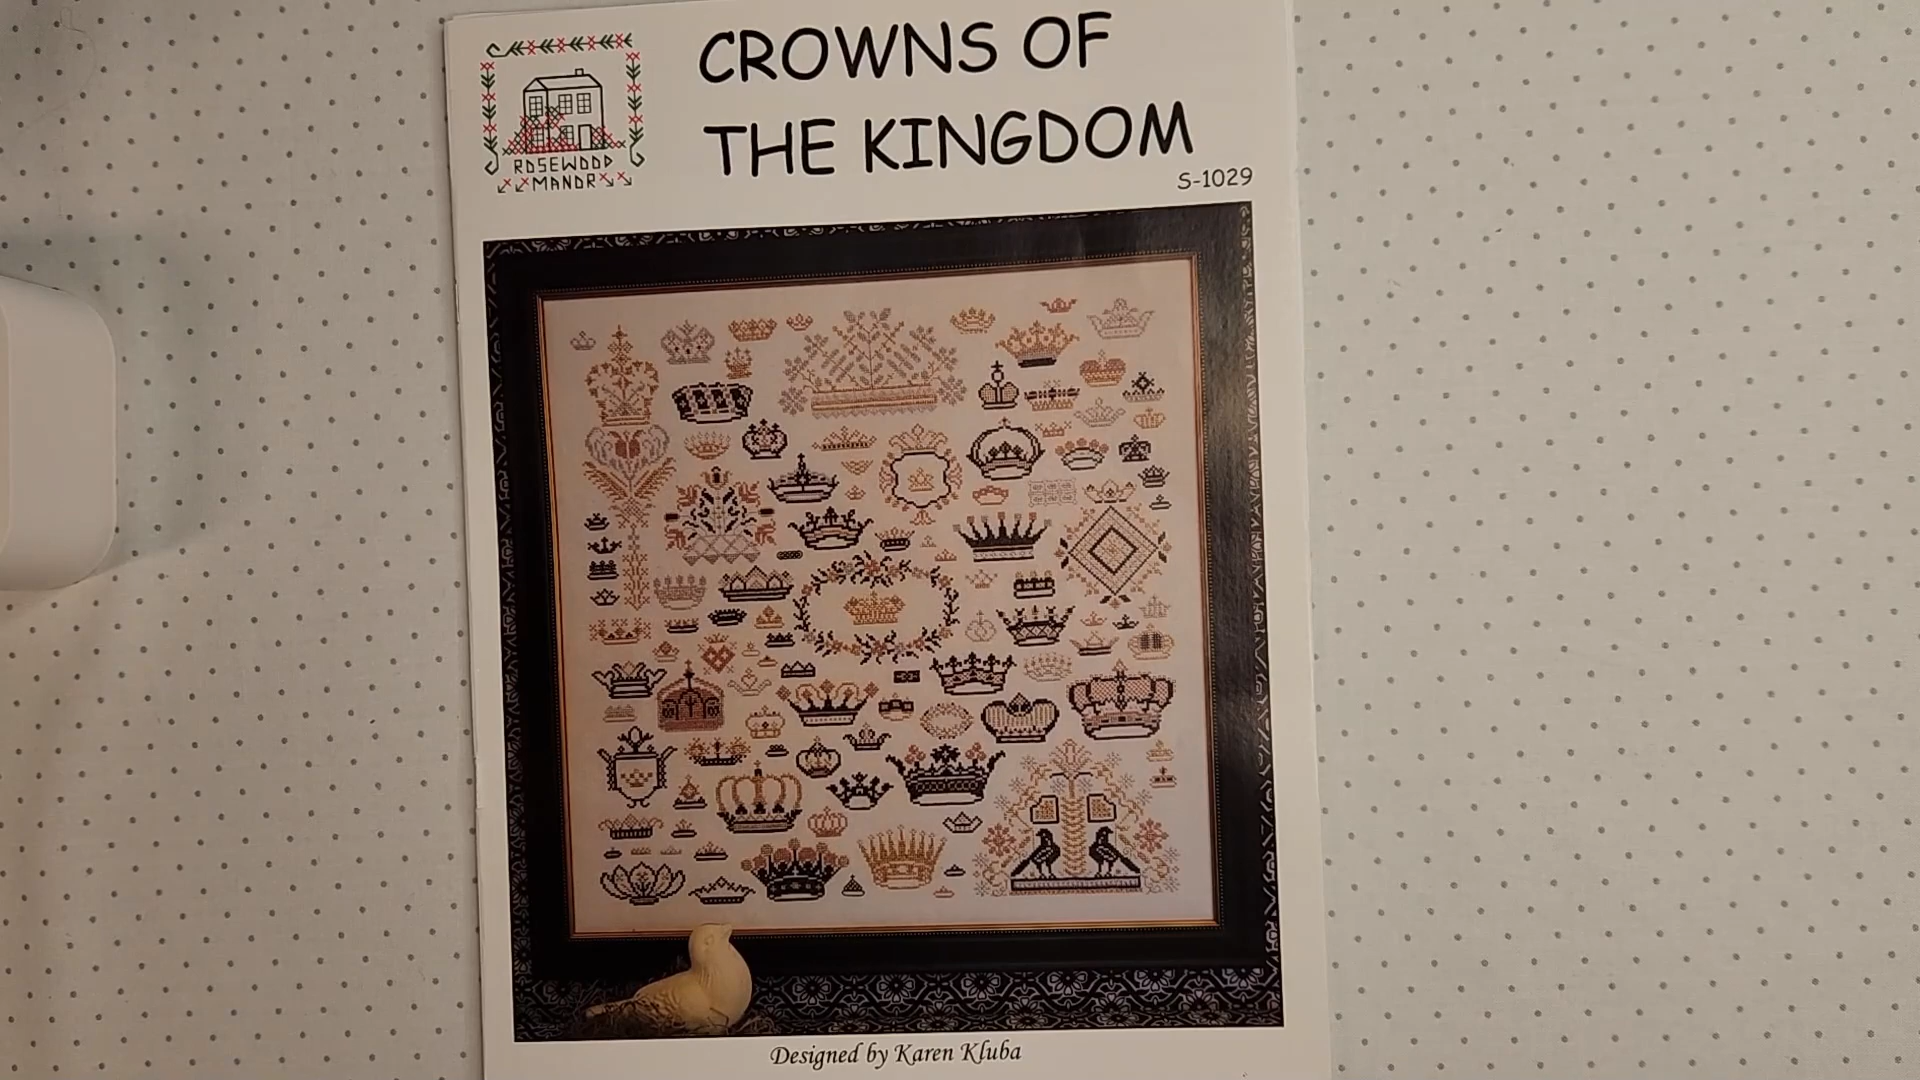 CROWNS OF
THE KINGDOM
ROSEWOOD
MANOR
S-1029
Designed by Karen Kluba